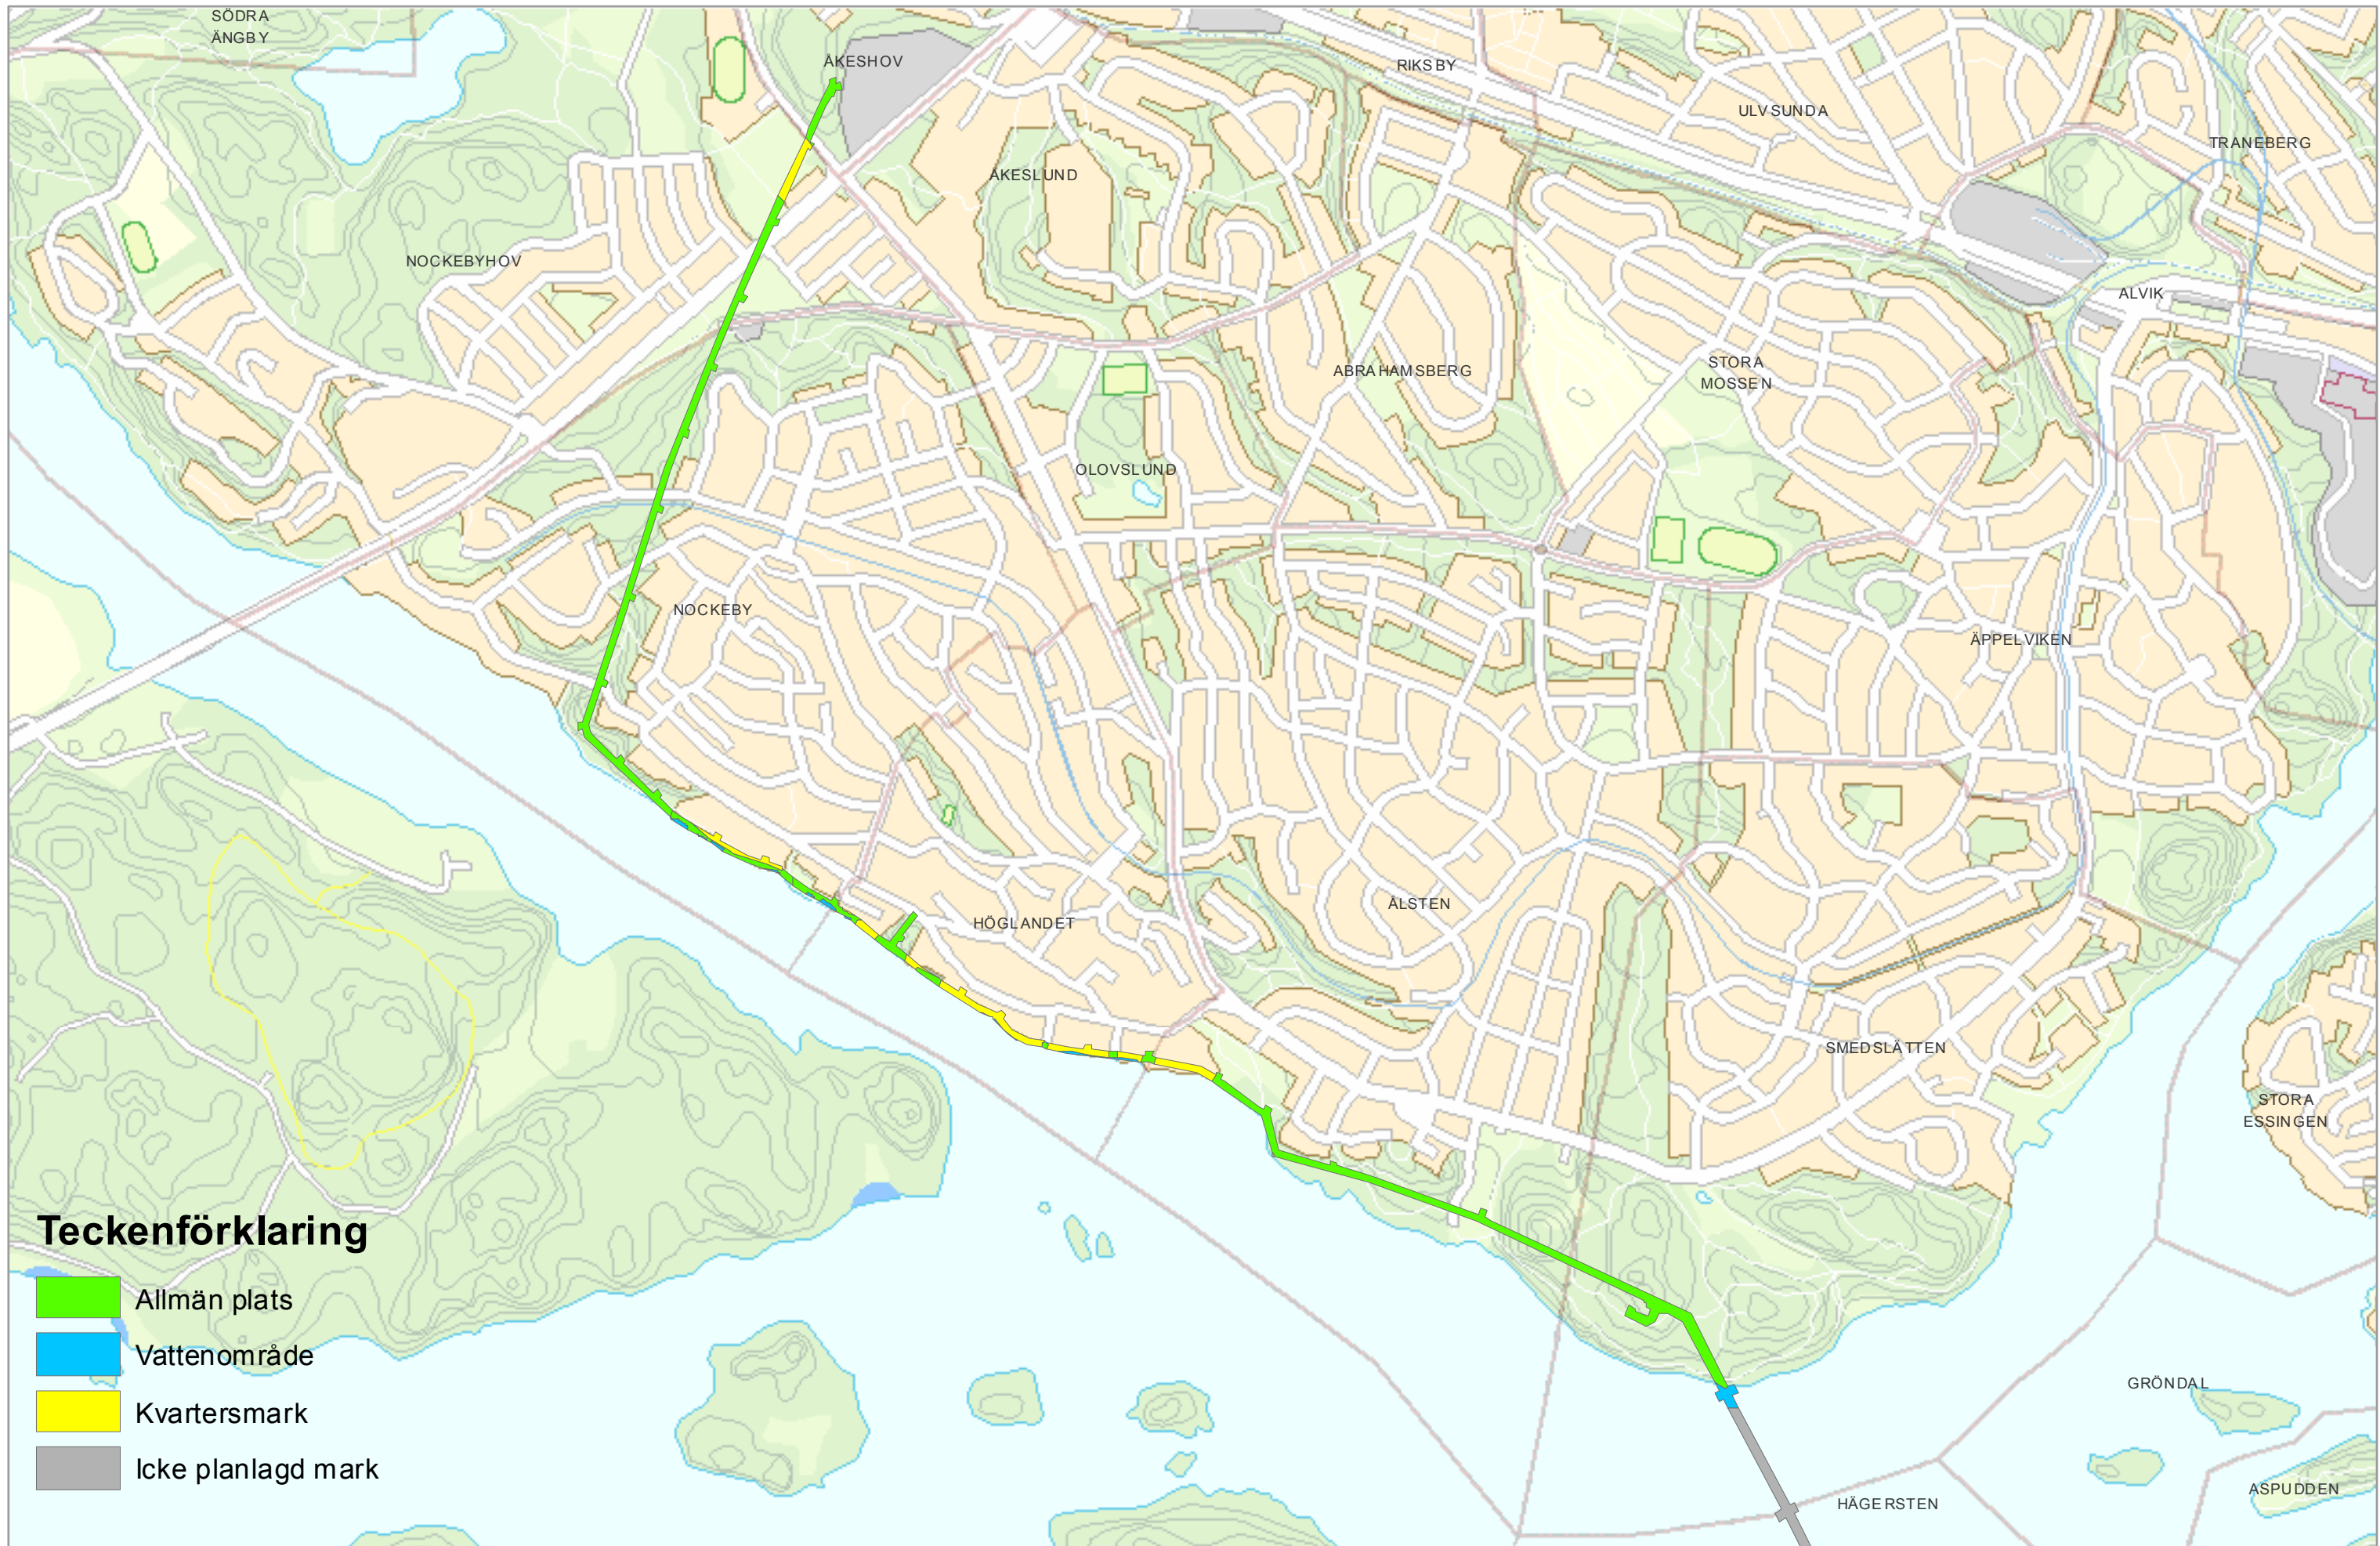 SÖDRA
ÄNGBY
ÅKESHOV
RIKSBY
ULVSUNDA
TRANEBERG
ÅKESLUND
NOCKEBYHOV
ALVIK
STORA
MOSSEN
ABRAHAMSBERG
OLOVSLUND
NOCKEBY
ÄPPELVIKEN
ÅLSTEN
HÖGLANDET
SMEDSLÄTTEN
STORA
ESSINGEN
Teckenförklaring
Allmän plats
Vattenområde
Kvartersmark
Icke planlagd mark
GRÖNDAL
ASPUDDEN
HÄGERSTEN